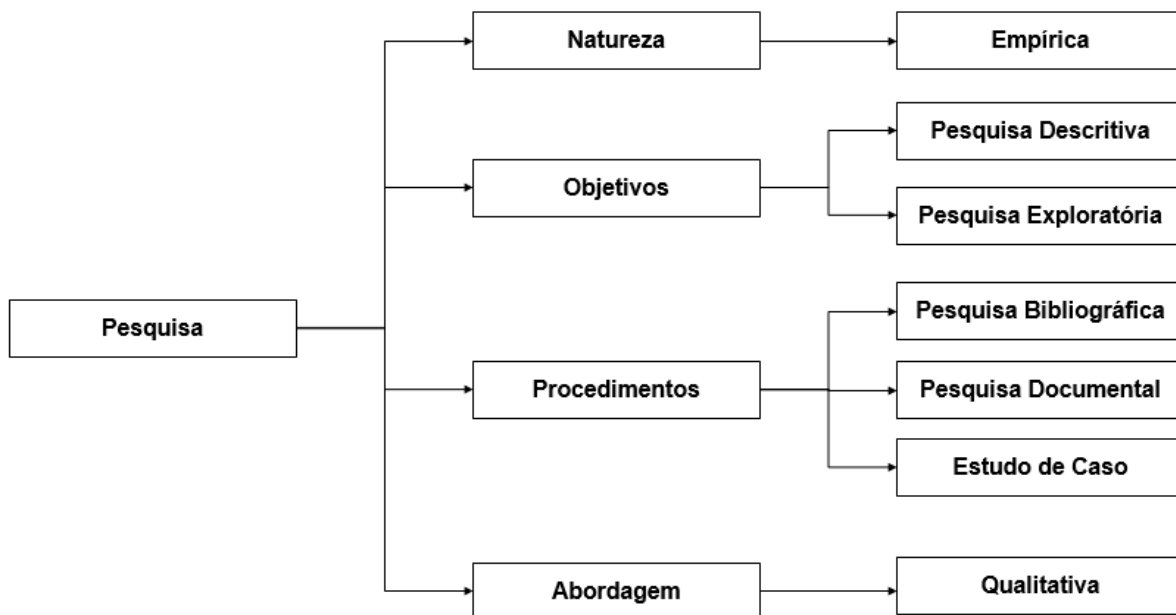 Natureza
Empírica
Pesquisa Descritiva
Objetivos
Pesquisa Exploratória
Pesquisa Bibliográfica
Pesquisa
Procedimentos
Pesquisa Documental
Estudo de Caso
Abordagem
Qualitativa